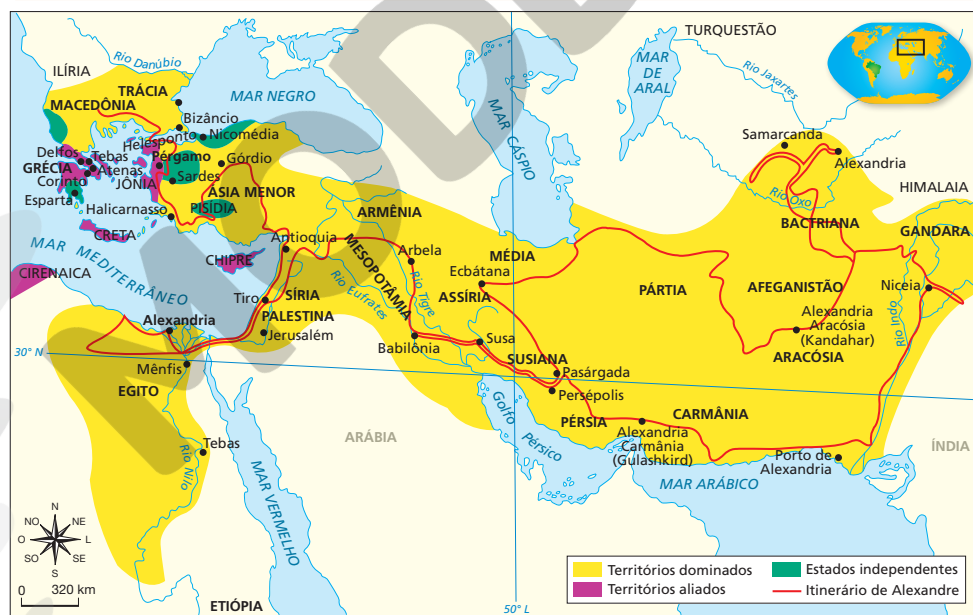 TURQUESTÃO
Rio Danúbio
ILÍRIA
MAR
DE
ARAL
Rio Jaxartes
TRÁCIA
MACEDÔNIA
MAR NEGRO
MAR CÁSPIO
Bizâncio
Helesponto
Nicomédia
Samarcanda
Alexandria
Delfos
Tebas
Pérgamo
Górdio
GRÉCIA
Atenas
Sardes
Corinto
JÔNIA
ÁSIA MENOR
Esparta
PISÍDIA
Halicarnasso
ARMÊNIA
Rio Oxo
HIMALAIA
BACTRIANA
GANDARA
CRETA
Antioquia
MAR MEDITERRÂNEO
CHIPRE
MESOPOTÂMIA
Arbela
MÉDIA
Ecbátana
CIRENAICA
Rio Eufrates
Rio Tigre
ASSÍRIA
PÁRTIA
AFEGANISTÃO
Niceia
Tiro
SÍRIA
PALESTINA
Alexandria
Jerusalém
Alexandria
Aracósia
(Kandahar)
Rio Indo
30° N
Babilônia
Susa
SUSIANA
ARACÓSIA
Mênfis
Pasárgada
EGITO
Persépolis
Golfo Pérsico
PÉRSIA
CARMÂNIA
ARÁBIA
Alexandria
Carmânia
(Gulashkird)
Tebas
Porto de
Alexandria
ÍNDIA
Rio Nilo
MAR VERMELHO
MAR ARÁBICO
N
NO NE
O L
SO SE
S
0 320 km
ETIÓPIA
50° L
Territórios dominados
Territórios aliados
Estados independentes
Itinerário de Alexandre